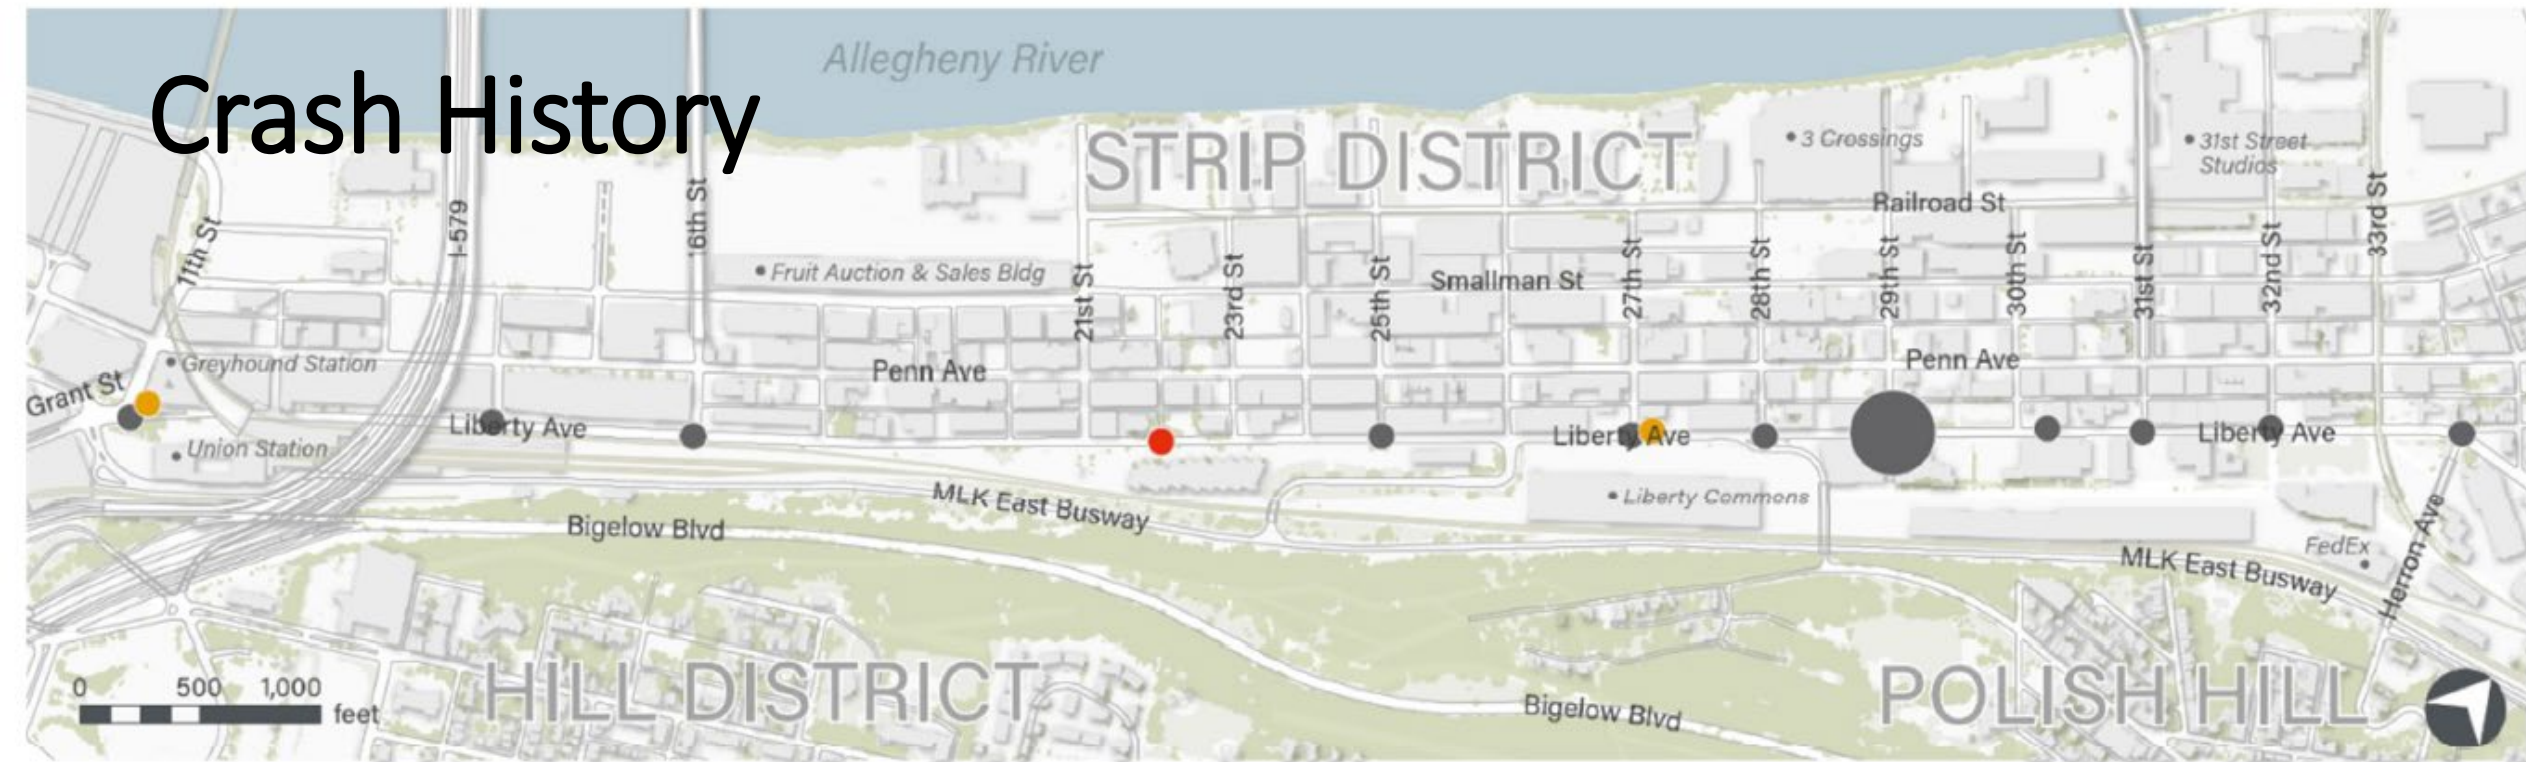 Crash History
Allegheny River
STRIP DISTRICT
3 Crossings
31st Street
Studios
Railroad St
11th St
I-579
16th St
Fruit Auction & Sales Bldg
21st St
23rd St
25th St
Smallman St
27th St
28th St
29th St
30th St
31st St
32nd St
33rd St
Greyhound Station
Penn Ave
Penn Ave
Grant St
Liberty Ave
Liberty Ave
Liberty Ave
Union Station
MLK East Busway
Liberty Commons
Bigelow Blvd
FedEx
MLK East Busway
Herron Ave
HILL DISTRICT
POLISH HILL
Bigelow Blvd
0 500 1,000
feet